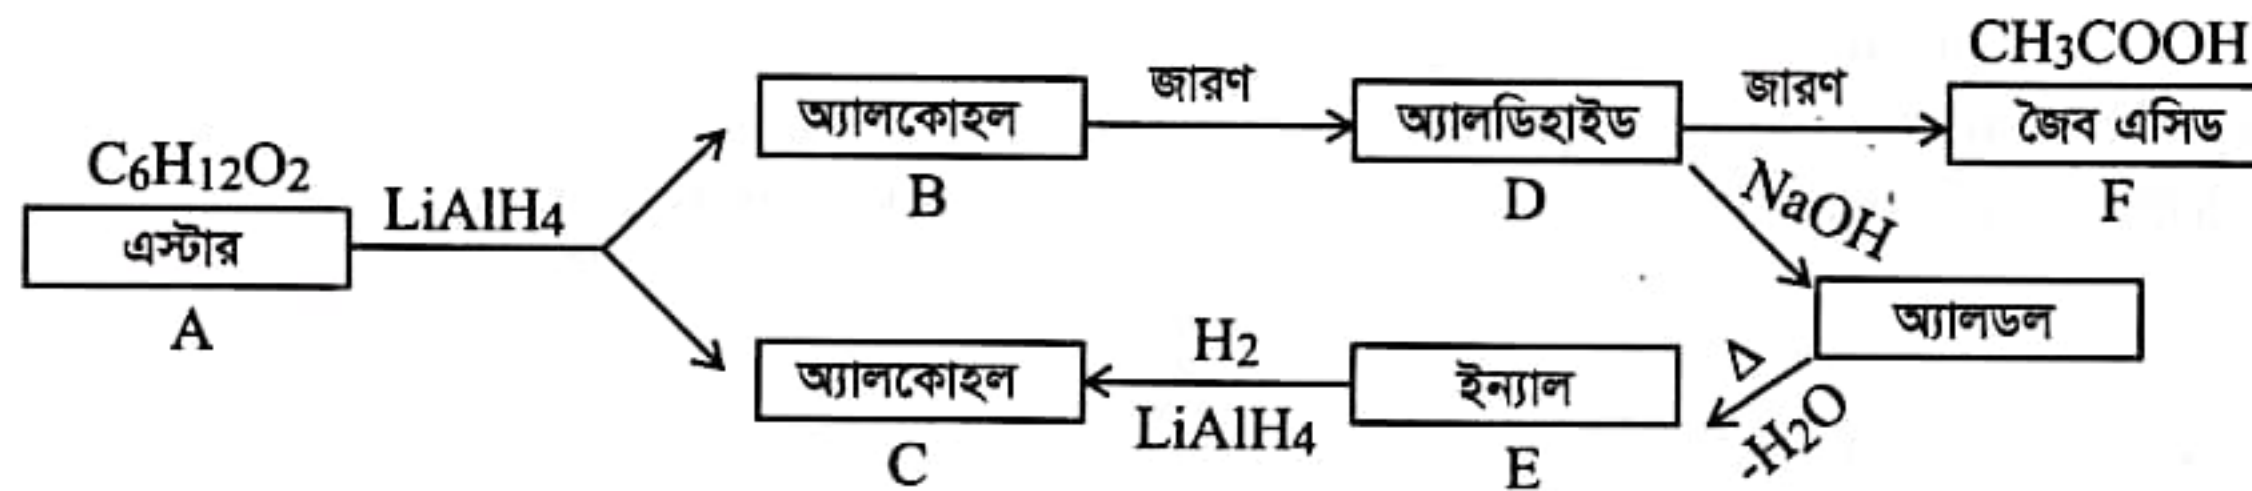 CH3COOH
অ্যালকোহল
জারণ
অ্যালডিহাইড
জারণ
জৈব এসিড
B
D
F
C6H12O2
এস্টার
A
LiAlH4
NaOH
অ্যালডল
অ্যালকোহল
C
H2
LiAlH4
ইন্যাল
E
Δ
-H2O